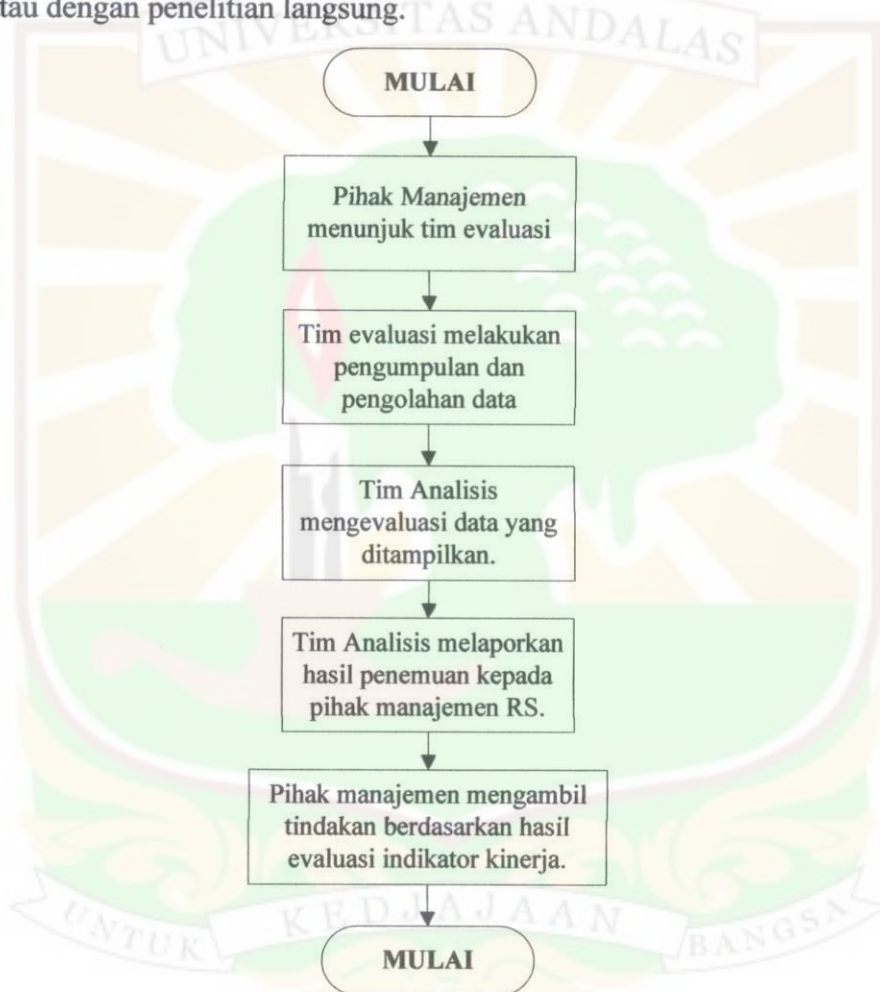 tau dengan penelitian langsung.
UNIVERSITAS ANDALAS
MULAI
Pihak Manajemen
menunjuk tim evaluasi
Tim evaluasi melakukan
pengumpulan dan
pengolahan data
Tim Analisis
mengevaluasi data yang
ditampilkan.
Tim Analisis melaporkan
hasil penemuan kepada
pihak manajemen RS.
Pihak manajemen mengambil
tindakan berdasarkan hasil
evaluasi indikator kinerja.
UNTUK KEDJAJAAN BANGSA
MULAI